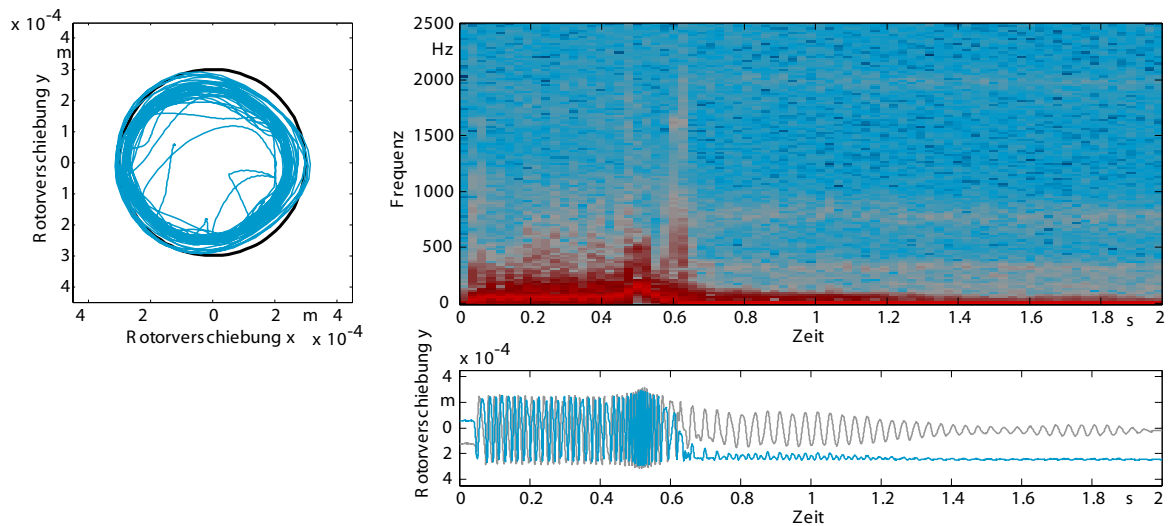 x 10⁻⁴
4
m
3
2
1
0
1
2
3
4
Rotorverschiebung y
4 2 0 2 m 4
Rotorverschiebung x x 10⁻⁴
2500
Hz
2000
1500
1000
500
0
Frequenz
0 0.2 0.4 0.6 0.8 1 1.2 1.4 1.6 1.8 s 2
Zeit
x 10⁻⁴
4
m
2
0
2
4
Rotorverschiebung y
0 0.2 0.4 0.6 0.8 1 1.2 1.4 1.6 1.8 s 2
Zeit